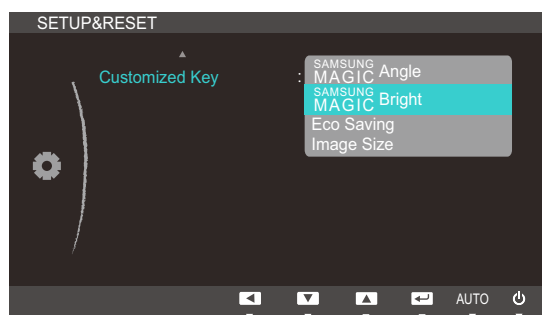 SETUP&RESET
Customized Key : SAMSUNG MAGIC Angle
SAMSUNG MAGIC Bright
Eco Saving
Image Size
AUTO